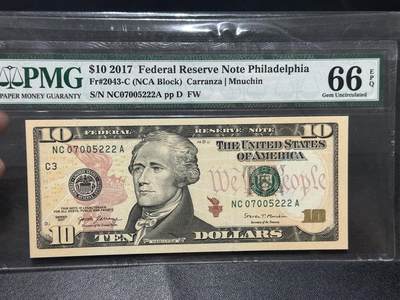 PMG
PAPER MONEY GUARANTY
$10 2017 Federal Reserve Note Philadelphia
Fr#2043-C (NCA Block) Carranza | Mnuchin
S/N NC07005222A pp D FW
66 EPQ
Gem Uncirculated
10 FEDERAL RESERVE NOTE 10
THE UNITED STATES
OF AMERICA
NC 07005222 A
C3
We the People
NC 07005222 A
10 TEN DOLLARS 10